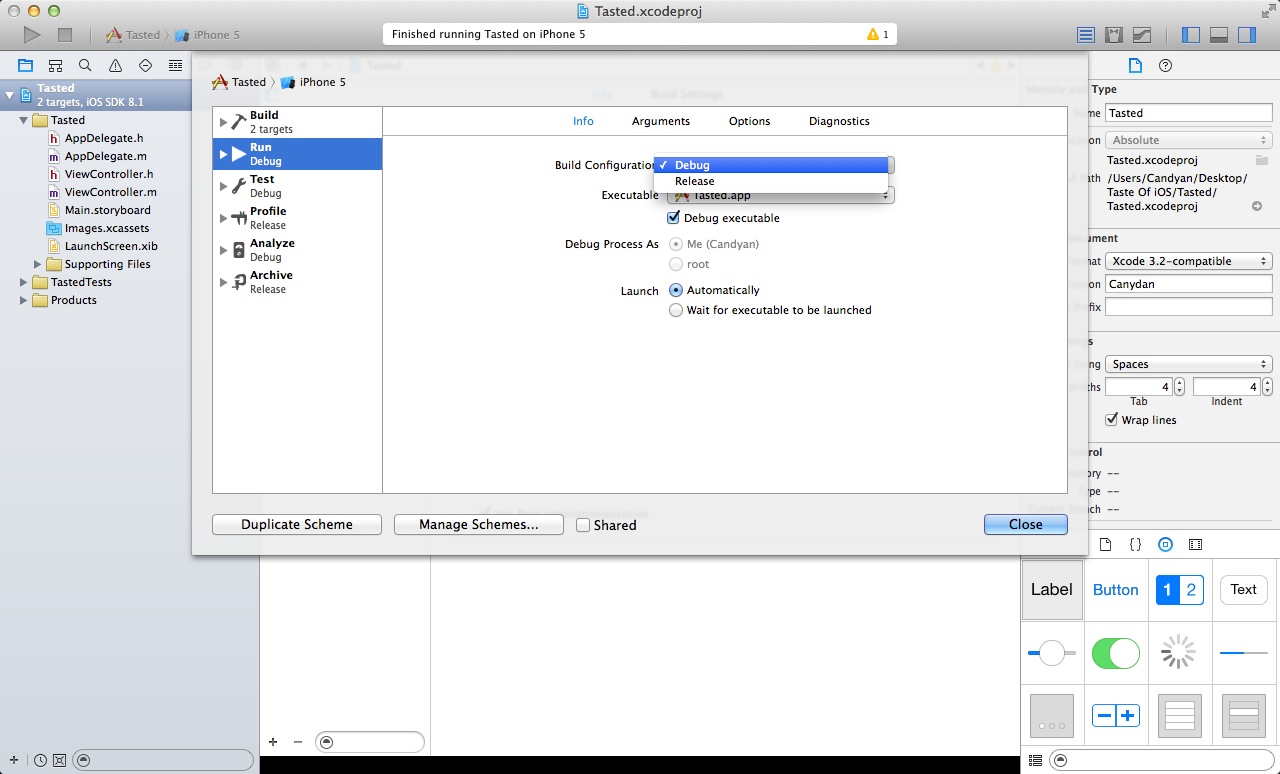 Tasted.xcodeproj
Tasted 〉 iPhone 5
Finished running Tasted on iPhone 5
1
Tasted
2 targets, iOS SDK 8.1
Tasted
AppDelegate.h
AppDelegate.m
ViewController.h
ViewController.m
Main.storyboard
Images.xcassets
LaunchScreen.xib
Supporting Files
TastedTests
Products
Tasted 〉 iPhone 5
Build
2 targets
Run
Debug
Test
Debug
Profile
Release
Analyze
Debug
Archive
Release
Info Arguments Options Diagnostics
Build Configuration
✓ Debug
Release
Executable Tasted.app
Debug executable
Debug Process As Me (Candyan)
root
Launch Automatically
Wait for executable to be launched
Duplicate Scheme Manage Schemes... Shared Close
Type
Tasted
Absolute
Tasted.xcodeproj
/Users/Candyan/Desktop/
Taste Of iOS/Tasted/
Tasted.xcodeproj
Xcode 3.2-compatible
Canydan
Spaces
4 4
Tab Indent
Wrap lines
--
--
--
Label Button 1 2 Text